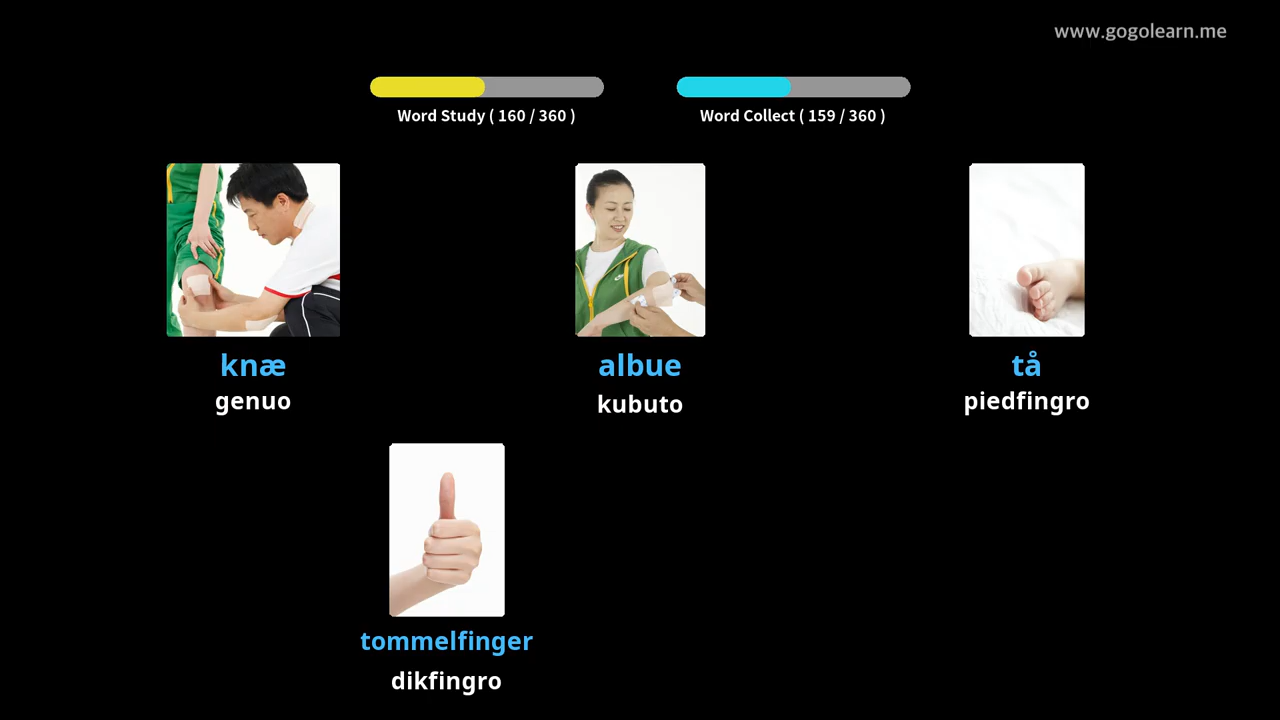 www.gogolearn.me
Word Study ( 160 / 360 )
Word Collect ( 159 / 360 )
knæ
genuo
albue
kubuto
tå
piedfingro
tommelfinger
dikfingro